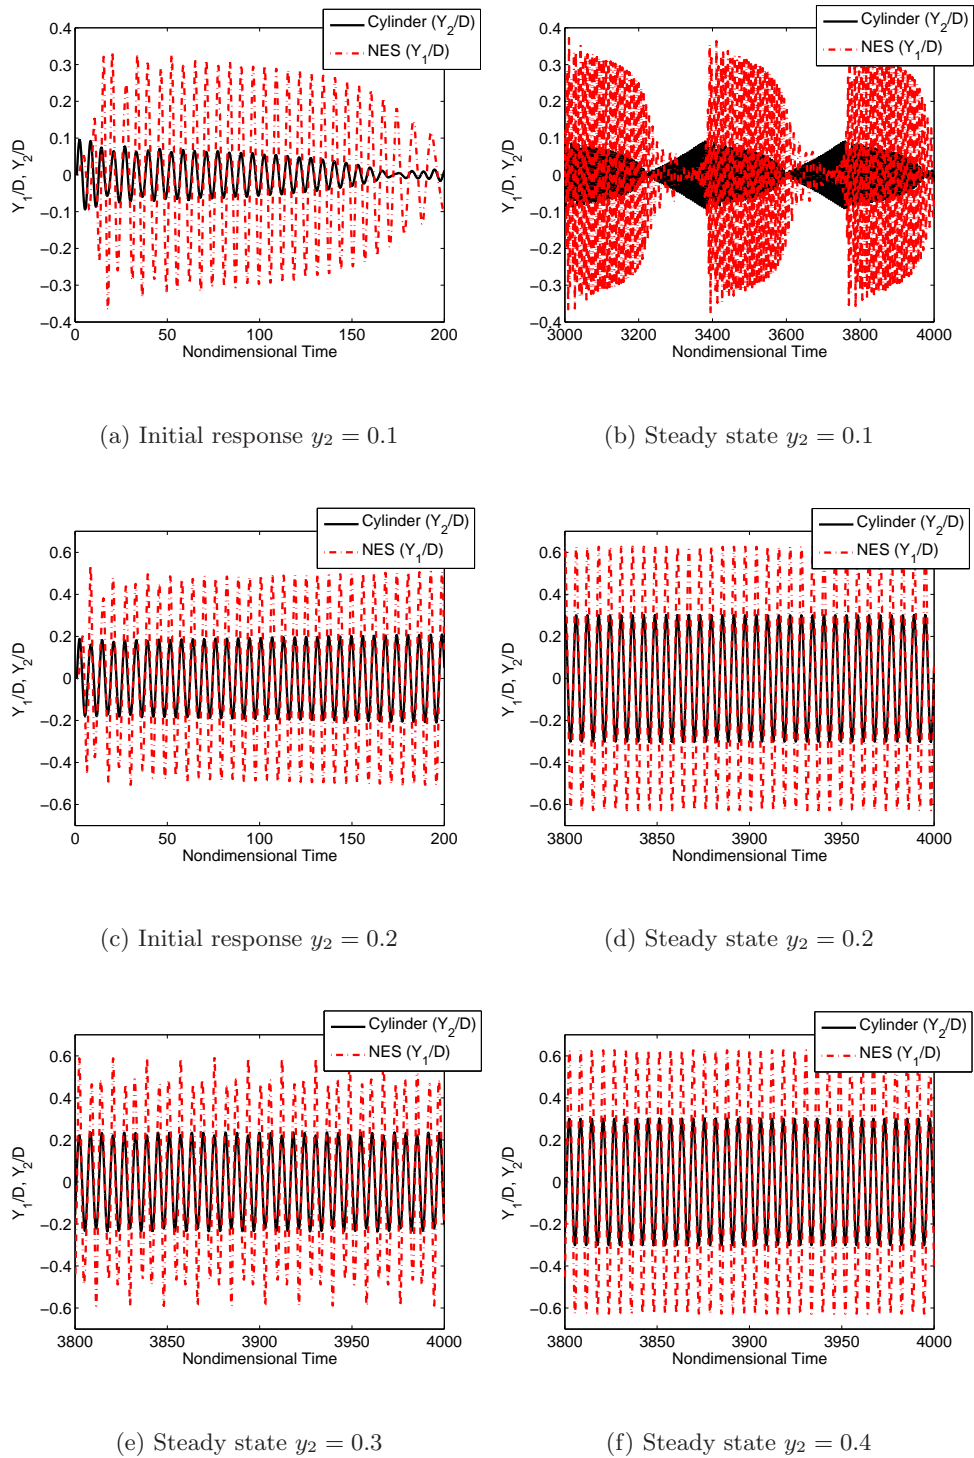 Cylinder (Y2/D)
NES (Y1/D)
Y1/D, Y2/D
0.4
0.3
0.2
0.1
0
−0.1
−0.2
−0.3
−0.4
0 50 100 150 200
Nondimensional Time
(a) Initial response y2 = 0.1
Cylinder (Y2/D)
NES (Y1/D)
Y1/D, Y2/D
0.4
0.3
0.2
0.1
0
−0.1
−0.2
−0.3
−0.4
3000 3200 3400 3600 3800 4000
Nondimensional Time
(b) Steady state y2 = 0.1
Cylinder (Y2/D)
NES (Y1/D)
Y1/D, Y2/D
0.6
0.4
0.2
0
−0.2
−0.4
−0.6
0 50 100 150 200
Nondimensional Time
(c) Initial response y2 = 0.2
Cylinder (Y2/D)
NES (Y1/D)
Y1/D, Y2/D
0.6
0.4
0.2
0
−0.2
−0.4
−0.6
3800 3850 3900 3950 4000
Nondimensional Time
(d) Steady state y2 = 0.2
Cylinder (Y2/D)
NES (Y1/D)
Y1/D, Y2/D
0.6
0.4
0.2
0
−0.2
−0.4
−0.6
3800 3850 3900 3950 4000
Nondimensional Time
(e) Steady state y2 = 0.3
Cylinder (Y2/D)
NES (Y1/D)
Y1/D, Y2/D
0.6
0.4
0.2
0
−0.2
−0.4
−0.6
3800 3850 3900 3950 4000
Nondimensional Time
(f) Steady state y2 = 0.4